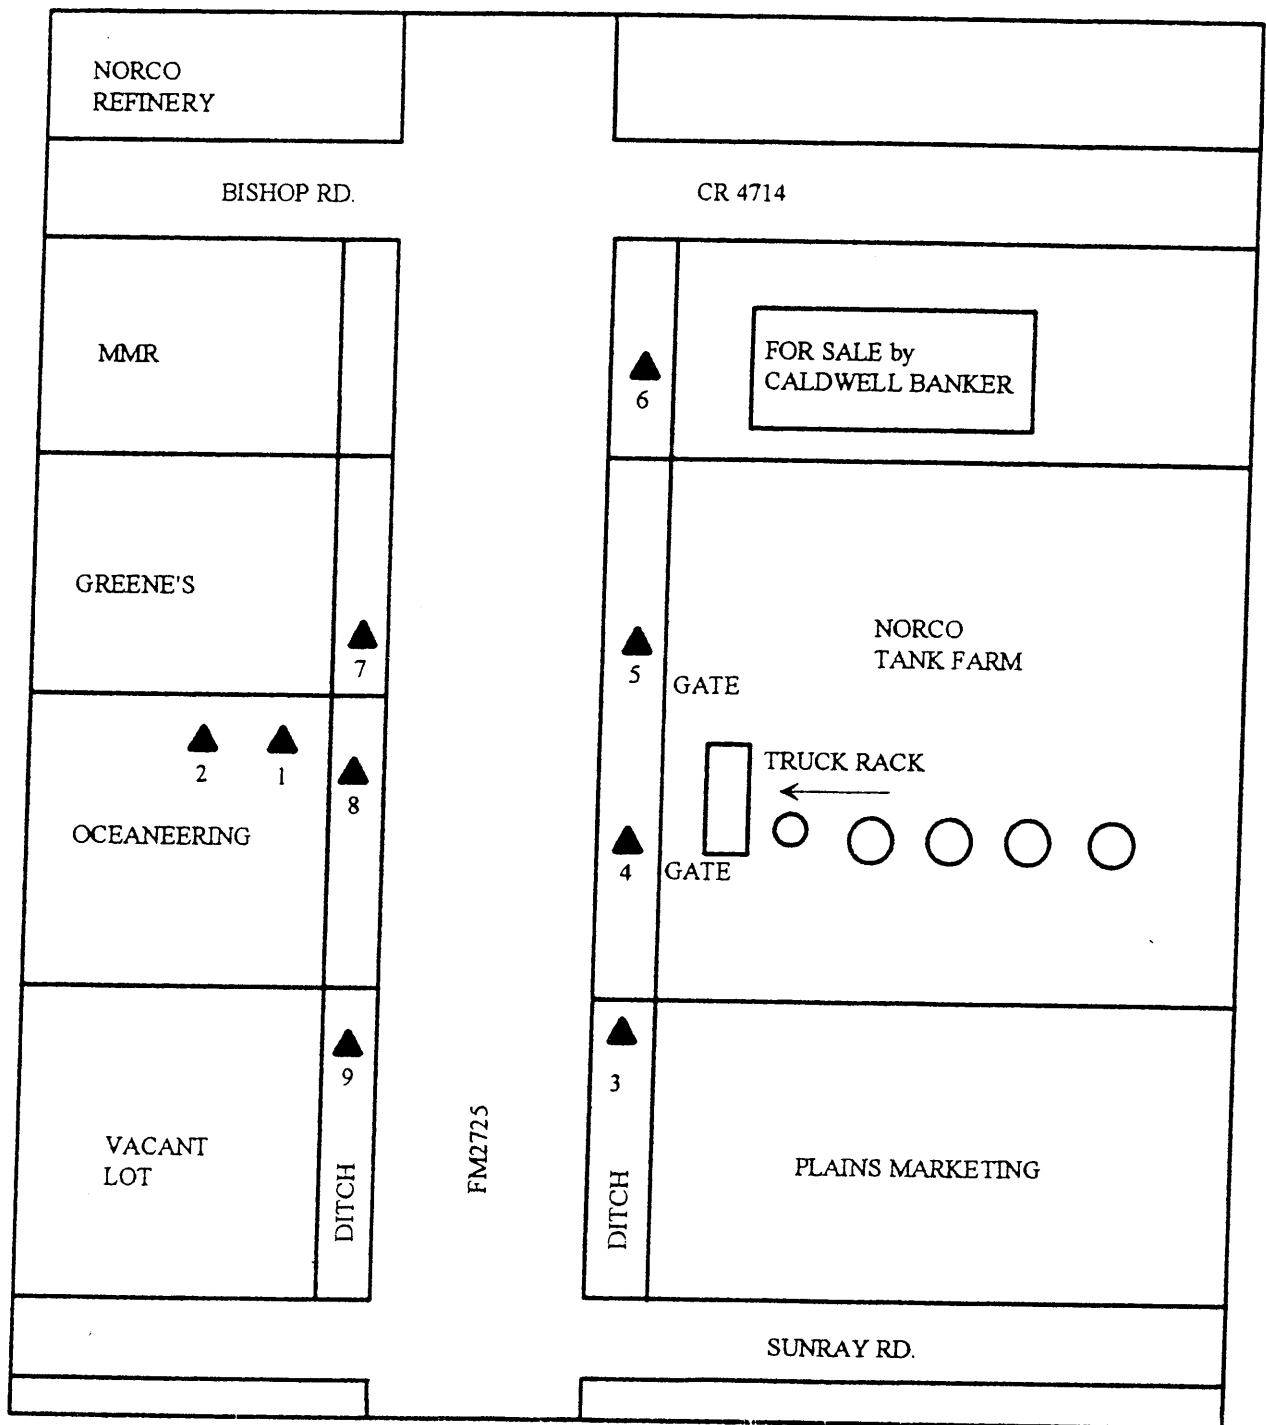 NORCO
REFINERY
BISHOP RD.
CR 4714
MMR
FOR SALE by
CALDWELL BANKER
6
GREENE'S
7
5
GATE
NORCO
TANK FARM
2
1
8
TRUCK RACK
OCEANEERING
4
GATE
9
3
VACANT
LOT
DITCH
FM2725
DITCH
PLAINS MARKETING
SUNRAY RD.